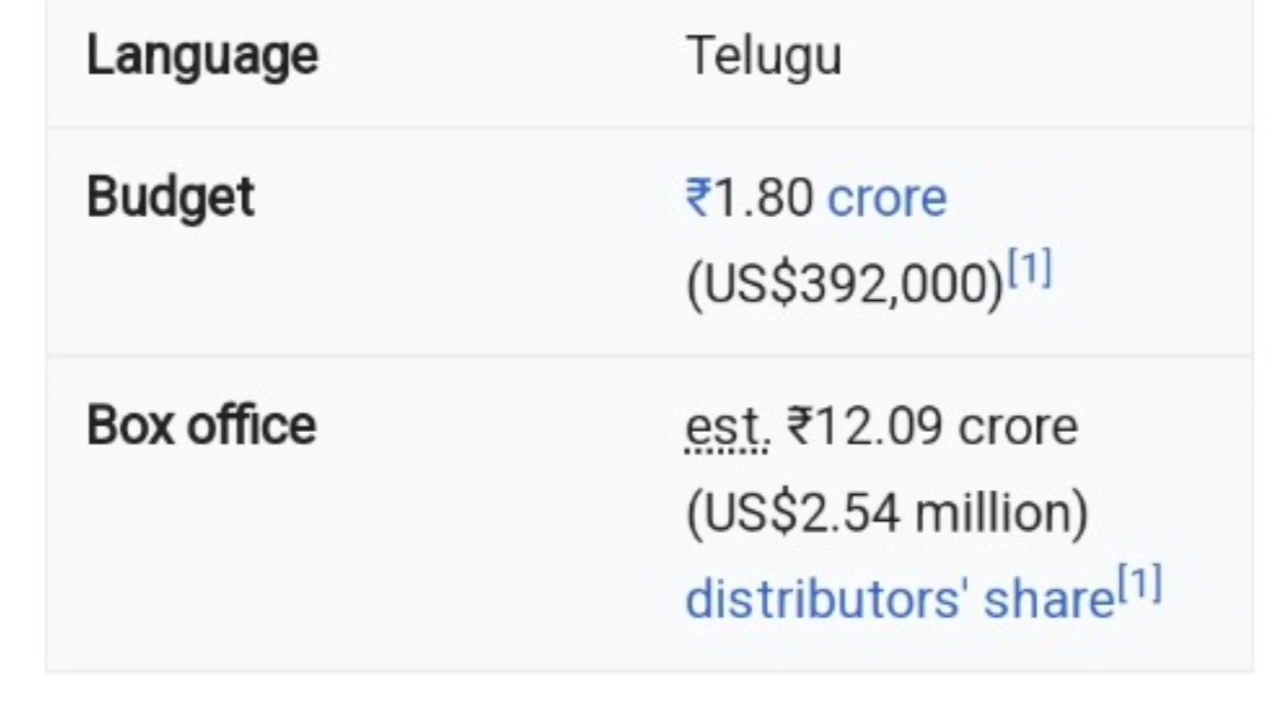 Language Telugu
Budget ₹1.80 crore
(US$392,000)[1]
Box office est. ₹12.09 crore
(US$2.54 million)
distributors' share[1]